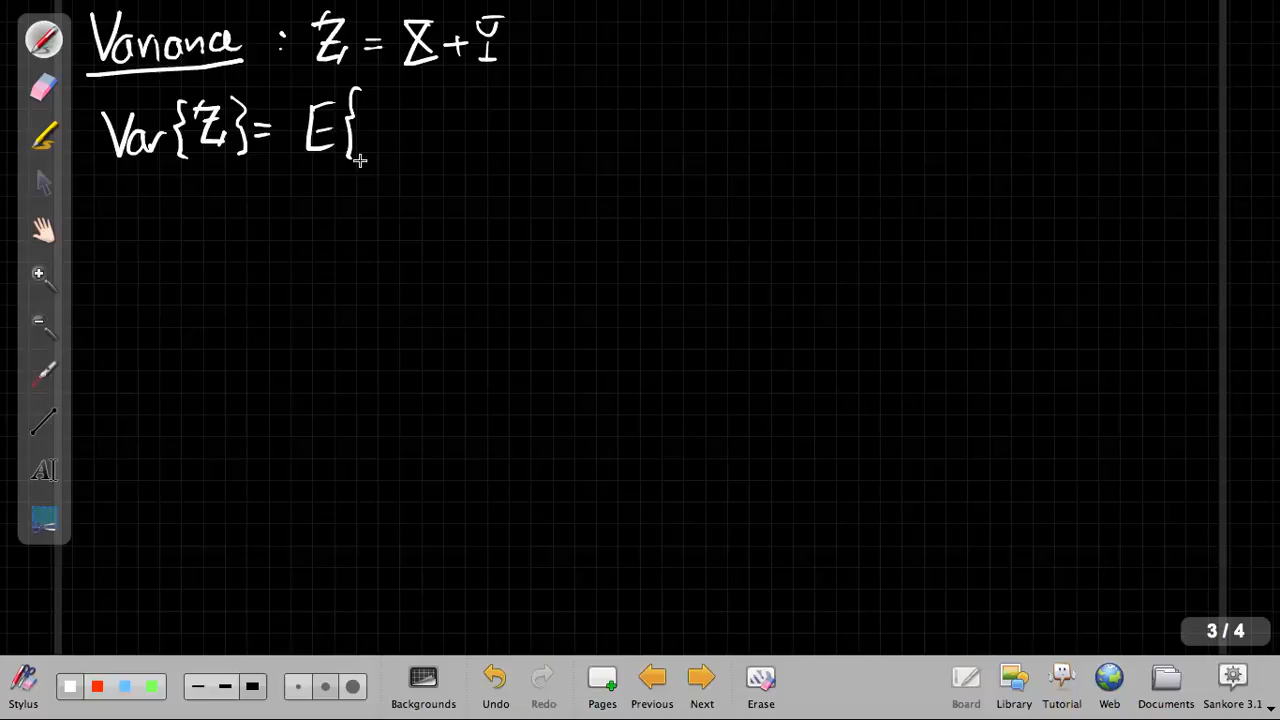 Variance : Z = X + Y
Var{Z} = E{
3 / 4
Stylus
Backgrounds
Undo
Redo
Pages
Previous
Next
Erase
Board
Library
Tutorial
Web
Documents
Sankore 3.1